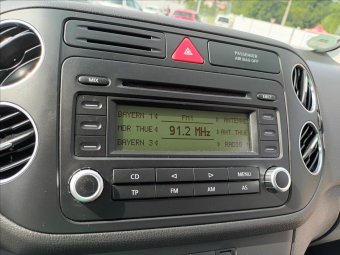 PASSENGER
AIR BAG OFF
MIX
BAYERN 1 FM1 ANTENNE
MDR THUE 91.2 MHz ANT.THUE
BAYERN 3 RADIO
CD MENU
TP FM AM AS